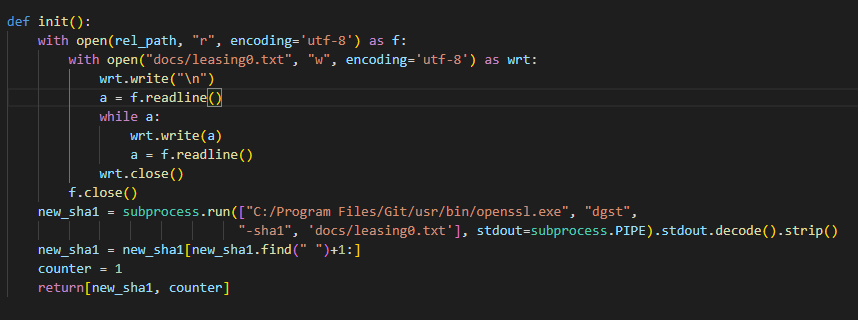 def init():
    with open(rel_path, "r", encoding='utf-8') as f:
        with open("docs/leasing0.txt", "w", encoding='utf-8') as wrt:
            wrt.write("\n")
            a = f.readline()
            while a:
                wrt.write(a)
                a = f.readline()
            wrt.close()
        f.close()
    new_sha1 = subprocess.run(["C:/Program Files/Git/usr/bin/openssl.exe", "dgst",
                              "-sha1", 'docs/leasing0.txt'], stdout=subprocess.PIPE).stdout.decode().strip()
    new_sha1 = new_sha1[new_sha1.find(" ")+1:]
    counter = 1
    return[new_sha1, counter]